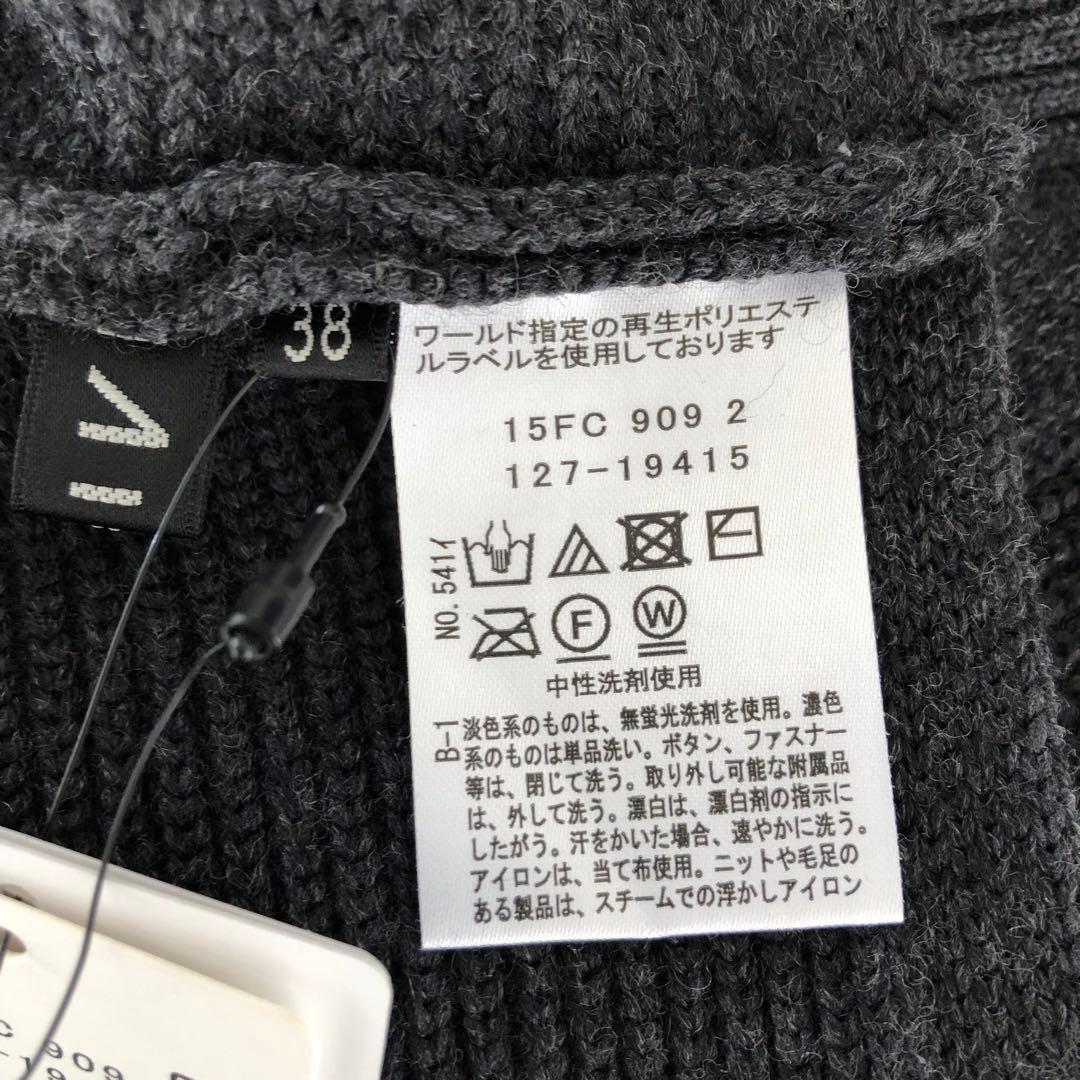 38
ワールド指定の再生ポリエステ
ルラベルを使用しております
15FC 909 2
127-19415
NO.541イ
F
W
中性洗剤使用
B-1
淡色系のものは、無蛍光洗剤を使用。濃色
系のものは単品洗い。ボタン、ファスナー
等は、閉じて洗う。取り外し可能な付属品
は、外して洗う。漂白は、漂白剤の指示に
したがう。汗をかいた場合、速やかに洗う。
アイロンは、当て布使用。ニットや毛足の
ある製品は、スチームでの浮かしアイロン
909